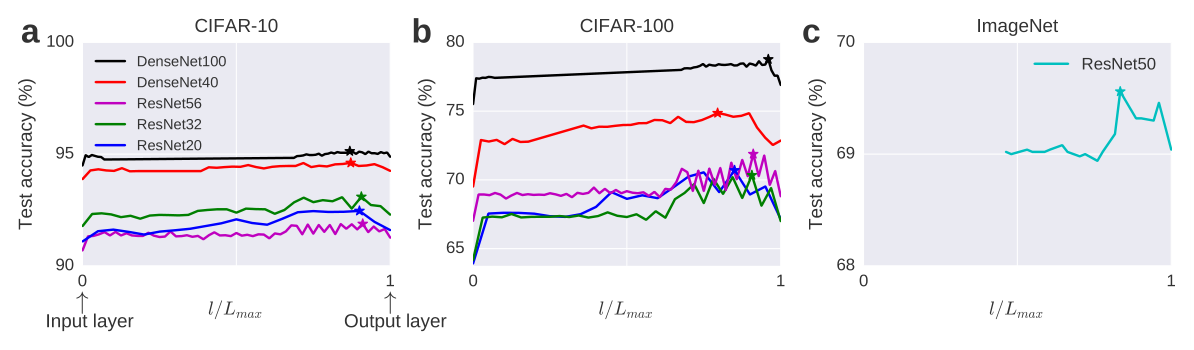 a
CIFAR-10
Test accuracy (%)
100
95
90
DenseNet100
DenseNet40
ResNet56
ResNet32
ResNet20
0
1
l/L_max
↑
↑
Input layer
Output layer
b
CIFAR-100
Test accuracy (%)
80
75
70
65
0
1
l/L_max
c
ImageNet
Test accuracy (%)
70
69
68
ResNet50
0
1
l/L_max